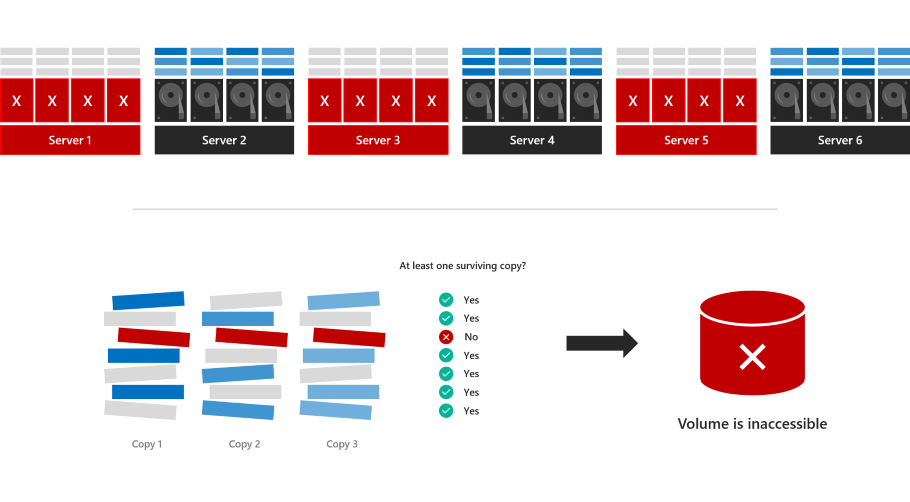 X X X X
X X X X
X X X X
Server 1
Server 2
Server 3
Server 4
Server 5
Server 6
At least one surviving copy?
Yes
Yes
No
Yes
Yes
Yes
Yes
Copy 1
Copy 2
Copy 3
Volume is inaccessible